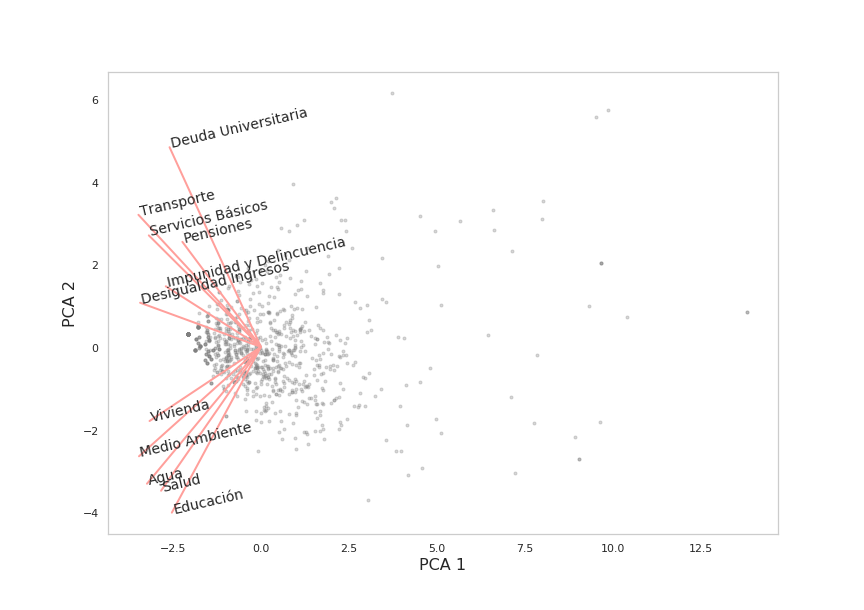 Deuda Universitaria
Transporte
Servicios Básicos
Pensiones
Impunidad y Delincuencia
Desigualdad Ingresos
Vivienda
Medio Ambiente
Agua
Salud
Educación
PCA 2
6
4
2
0
−2
−4
−2.5
0.0
2.5
5.0
7.5
10.0
12.5
PCA 1